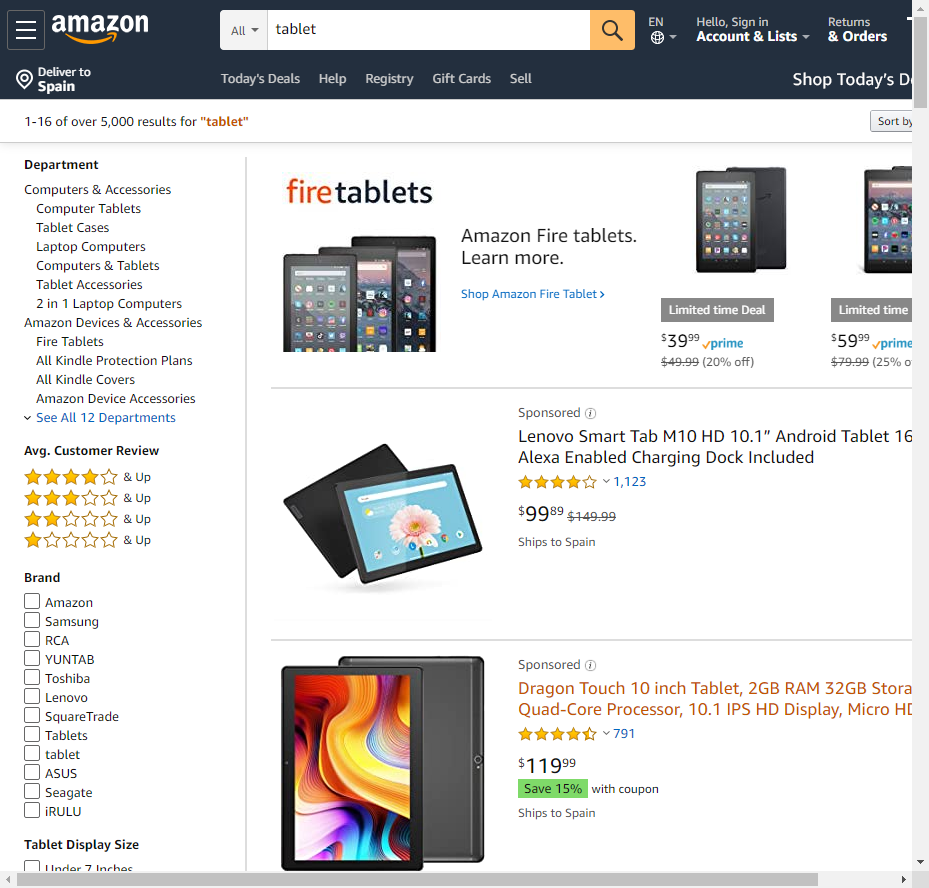 amazon
All
tablet
EN
Hello, Sign in
Account & Lists
Returns
& Orders
Deliver to
Spain
Today's Deals
Help
Registry
Gift Cards
Sell
Shop Today's
1-16 of over 5,000 results for "tablet"
Sort by
Department
Computers & Accessories
Computer Tablets
Tablet Cases
Laptop Computers
Computers & Tablets
Tablet Accessories
2 in 1 Laptop Computers
Amazon Devices & Accessories
Fire Tablets
All Kindle Protection Plans
All Kindle Covers
Amazon Device Accessories
See All 12 Departments
Avg. Customer Review
& Up
& Up
& Up
& Up
Brand
Amazon
Samsung
RCA
YUNTAB
Toshiba
Lenovo
SquareTrade
Tablets
tablet
ASUS
Seagate
iRULU
Tablet Display Size
Under 7 Inches
fire tablets
Amazon Fire tablets.
Learn more.
Shop Amazon Fire Tablet
Limited time Deal
$39.99 prime
$49.99 (20% off)
Limited time
$59.99 prime
$79.99 (25%
Sponsored
Lenovo Smart Tab M10 HD 10.1" Android Tablet 16
Alexa Enabled Charging Dock Included
1,123
$99.89 $149.99
Ships to Spain
Sponsored
Dragon Touch 10 inch Tablet, 2GB RAM 32GB Stora
Quad-Core Processor, 10.1 IPS HD Display, Micro HD
791
$119.99
Save 15% with coupon
Ships to Spain